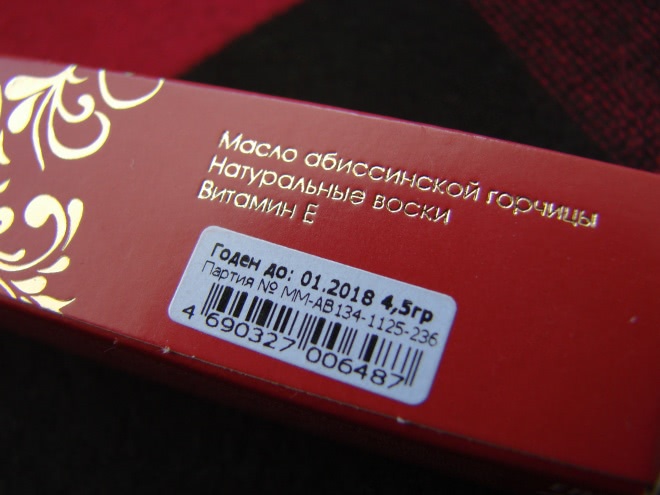 Масло абиссинской горчицы
Натуральные воски
Витамин Е
Годен до: 01.2018 4,5гр
Партия № ММ-АВ134-1125-236
4 690327 006487